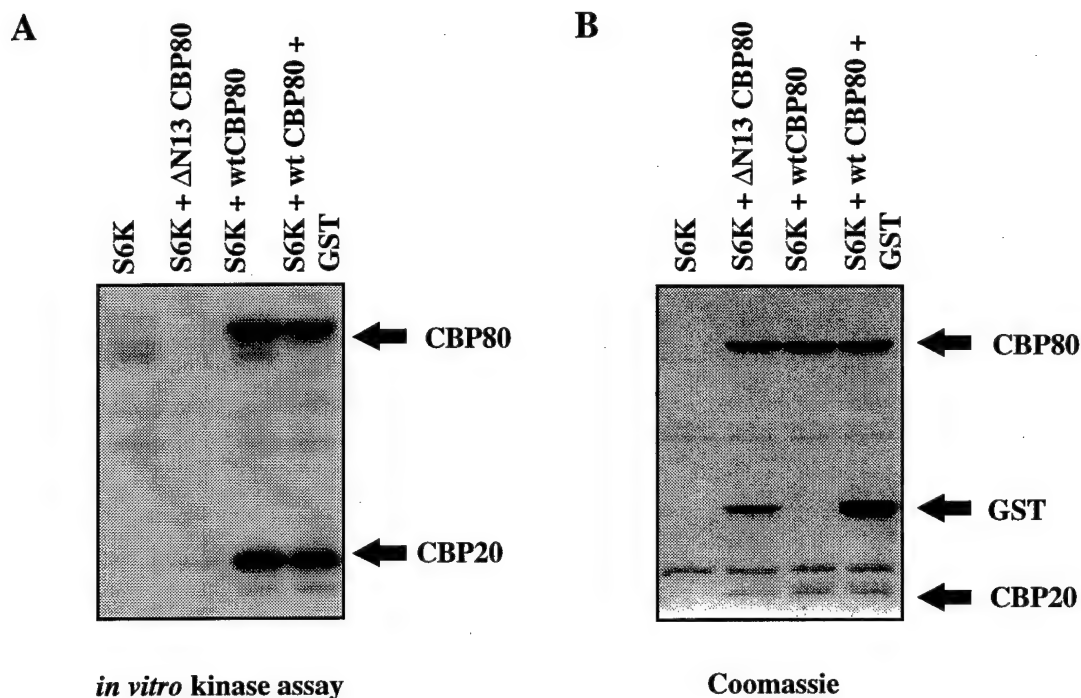 A
S6K
S6K + ΔN13 CBP80
S6K + wtCBP80
S6K + wt CBP80 +
GST
CBP80
CBP20
in vitro kinase assay
B
S6K
S6K + ΔN13 CBP80
S6K + wtCBP80
S6K + wt CBP80 +
GST
CBP80
GST
CBP20
Coomassie